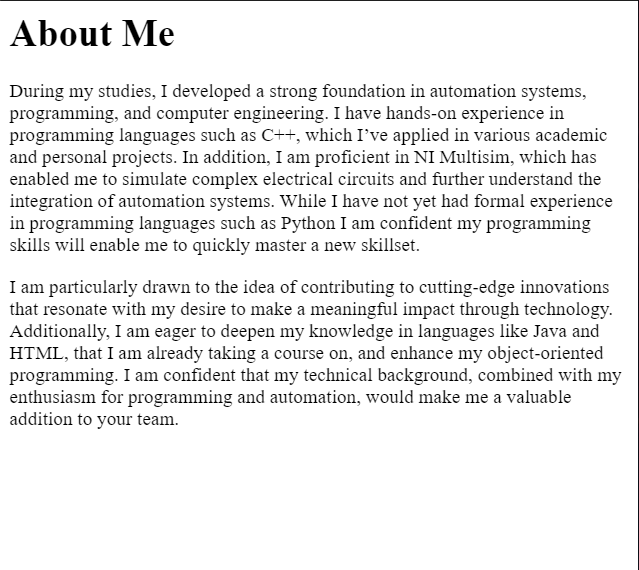 About Me
During my studies, I developed a strong foundation in automation systems,
programming, and computer engineering. I have hands-on experience in
programming languages such as C++, which I’ve applied in various academic
and personal projects. In addition, I am proficient in NI Multisim, which has
enabled me to simulate complex electrical circuits and further understand the
integration of automation systems. While I have not yet had formal experience
in programming languages such as Python I am confident my programming
skills will enable me to quickly master a new skillset.
I am particularly drawn to the idea of contributing to cutting-edge innovations
that resonate with my desire to make a meaningful impact through technology.
Additionally, I am eager to deepen my knowledge in languages like Java and
HTML, that I am already taking a course on, and enhance my object-oriented
programming. I am confident that my technical background, combined with my
enthusiasm for programming and automation, would make me a valuable
addition to your team.